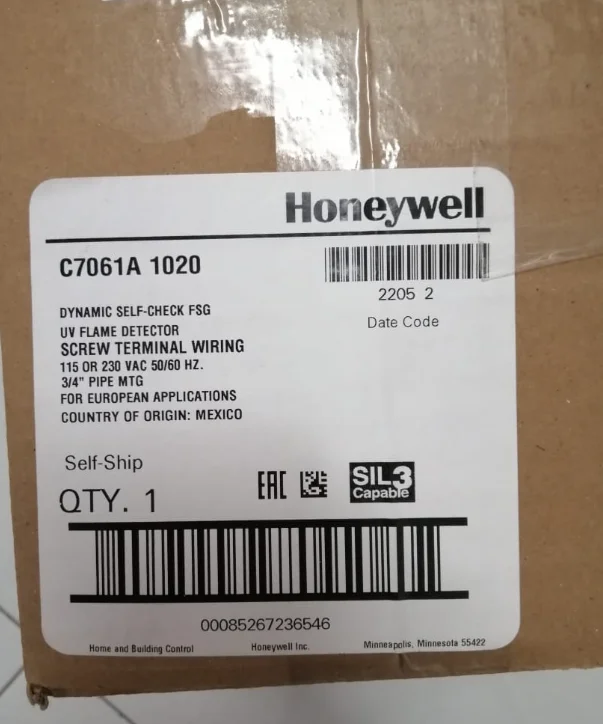 Honeywell
C7061A 1020
2205 2
Date Code
DYNAMIC SELF-CHECK FSG
UV FLAME DETECTOR
SCREW TERMINAL WIRING
115 OR 230 VAC 50/60 HZ.
3/4" PIPE MTG
FOR EUROPEAN APPLICATIONS
COUNTRY OF ORIGIN: MEXICO
Self-Ship
QTY. 1
EAC
SIL3
Capable
00085267236546
Home and Building Control Honeywell Inc. Minneapolis, Minnesota 55422